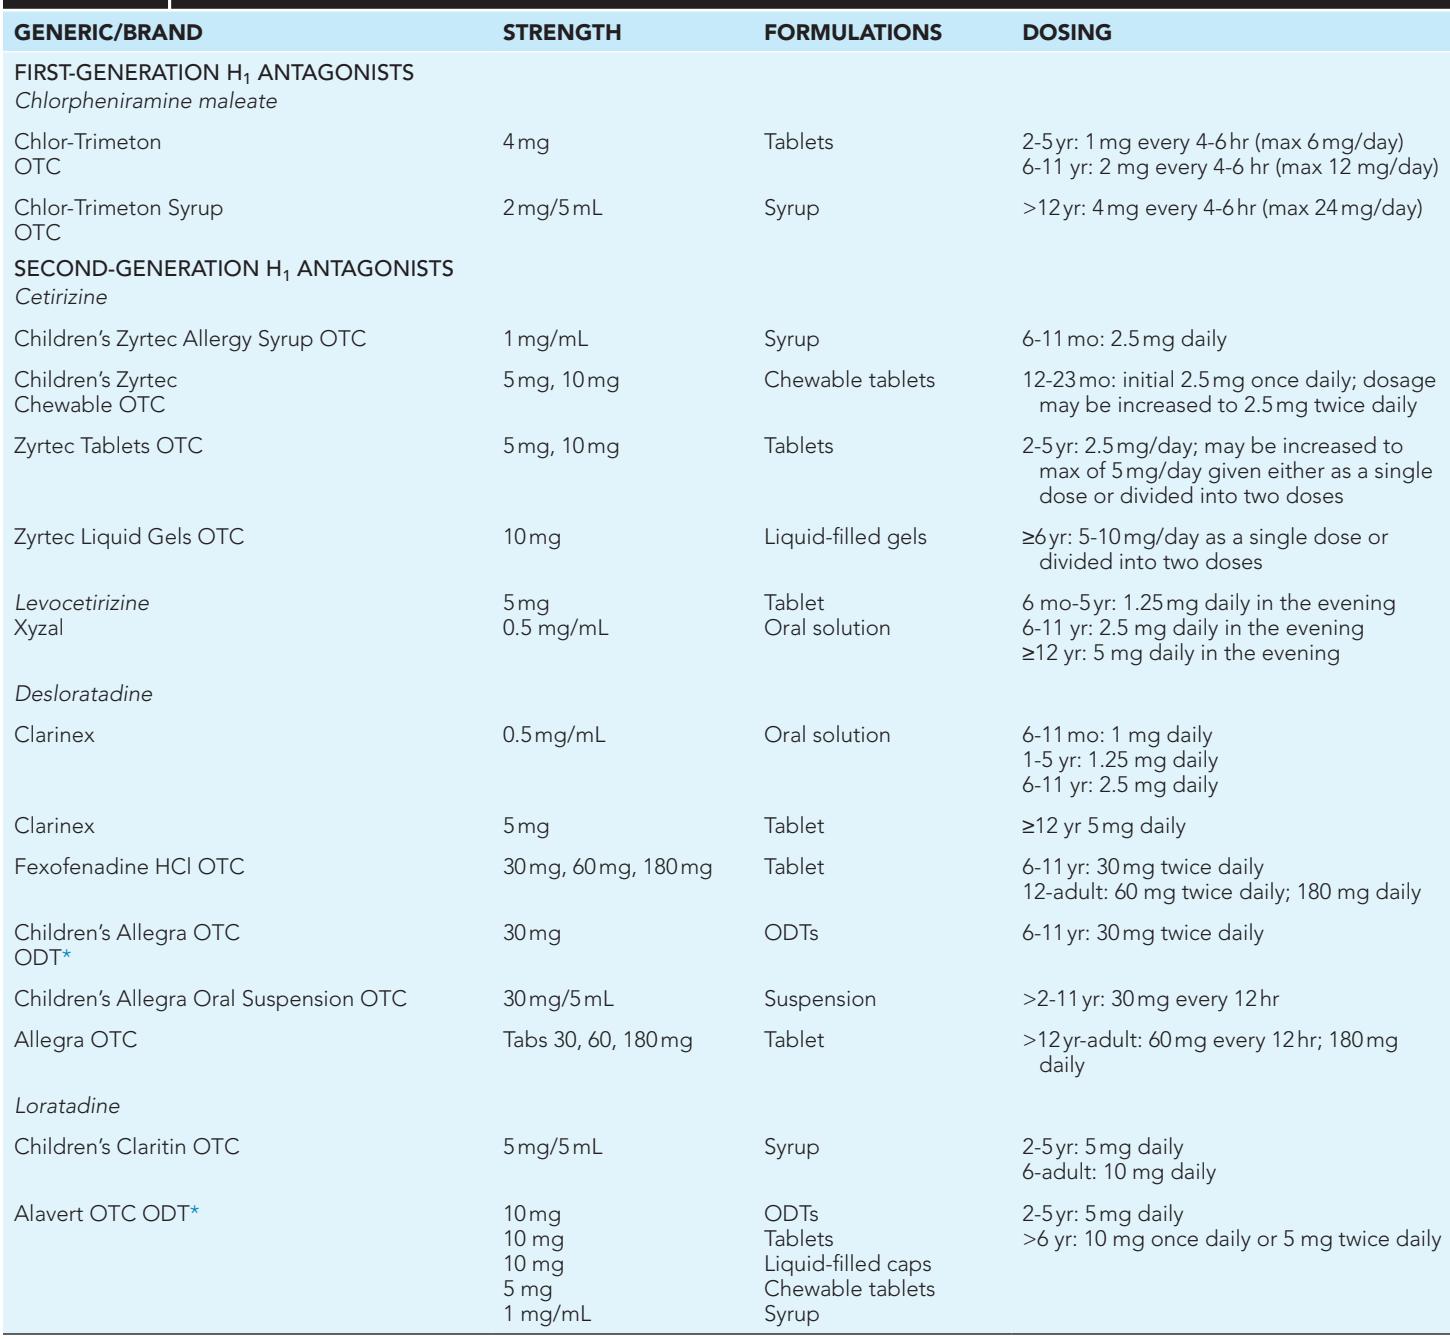 GENERIC/BRAND STRENGTH FORMULATIONS DOSING
FIRST-GENERATION H₁ ANTAGONISTS
Chlorpheniramine maleate
Chlor-Trimeton 4 mg Tablets 2-5 yr: 1 mg every 4-6 hr (max 6 mg/day)
OTC 6-11 yr: 2 mg every 4-6 hr (max 12 mg/day)
Chlor-Trimeton Syrup 2 mg/5 mL Syrup >12 yr: 4 mg every 4-6 hr (max 24 mg/day)
OTC
SECOND-GENERATION H₁ ANTAGONISTS
Cetirizine
Children’s Zyrtec Allergy Syrup OTC 1 mg/mL Syrup 6-11 mo: 2.5 mg daily
Children’s Zyrtec 5 mg, 10 mg Chewable tablets 12-23 mo: initial 2.5 mg once daily; dosage
Chewable OTC may be increased to 2.5 mg twice daily
Zyrtec Tablets OTC 5 mg, 10 mg Tablets 2-5 yr: 2.5 mg/day; may be increased to
max of 5 mg/day given either as a single
dose or divided into two doses
Zyrtec Liquid Gels OTC 10 mg Liquid-filled gels ≥6 yr: 5-10 mg/day as a single dose or
divided into two doses
Levocetirizine 5 mg Tablet 6 mo-5 yr: 1.25 mg daily in the evening
Xyzal 0.5 mg/mL Oral solution 6-11 yr: 2.5 mg daily in the evening
≥12 yr: 5 mg daily in the evening
Desloratadine
Clarinex 0.5 mg/mL Oral solution 6-11 mo: 1 mg daily
1-5 yr: 1.25 mg daily
6-11 yr: 2.5 mg daily
Clarinex 5 mg Tablet ≥12 yr 5 mg daily
Fexofenadine HCl OTC 30 mg, 60 mg, 180 mg Tablet 6-11 yr: 30 mg twice daily
12-adult: 60 mg twice daily; 180 mg daily
Children’s Allegra OTC 30 mg ODTs 6-11 yr: 30 mg twice daily
ODT*
Children’s Allegra Oral Suspension OTC 30 mg/5 mL Suspension >2-11 yr: 30 mg every 12 hr
Allegra OTC Tabs 30, 60, 180 mg Tablet >12 yr-adult: 60 mg every 12 hr; 180 mg
daily
Loratadine
Children’s Claritin OTC 5 mg/5 mL Syrup 2-5 yr: 5 mg daily
6-adult: 10 mg daily
Alavert OTC ODT* 10 mg ODTs 2-5 yr: 5 mg daily
10 mg Tablets >6 yr: 10 mg once daily or 5 mg twice daily
10 mg Liquid-filled caps
5 mg Chewable tablets
1 mg/mL Syrup